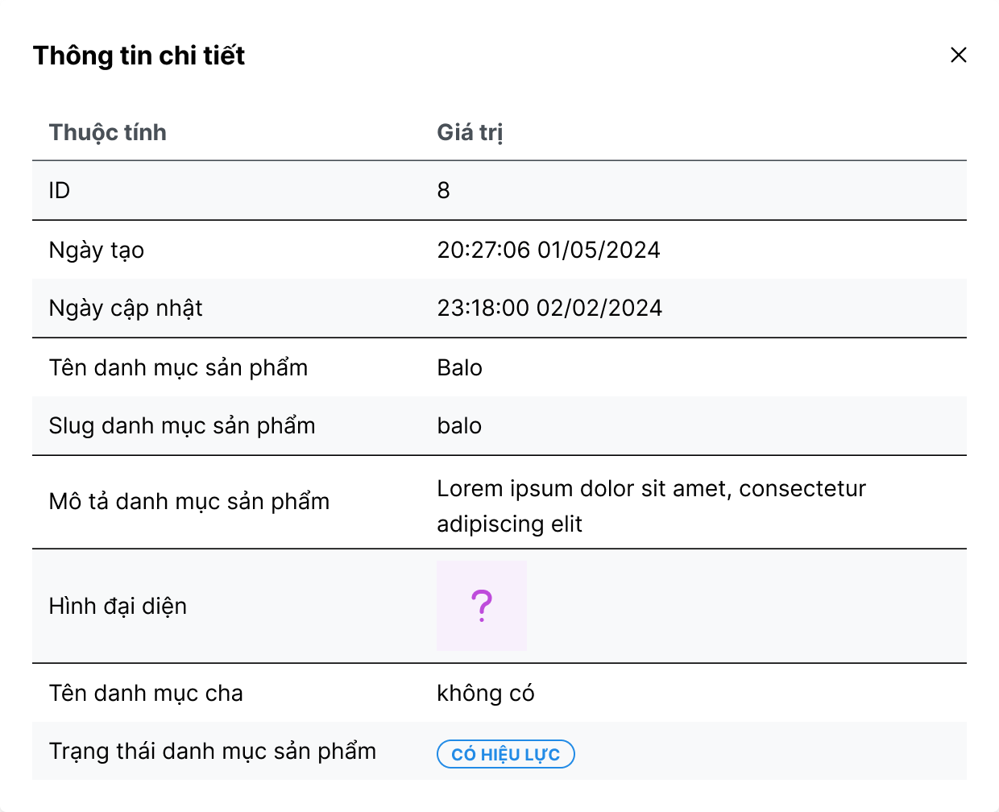 Thông tin chi tiết
Thuộc tính Giá trị
ID 8
Ngày tạo 20:27:06 01/05/2024
Ngày cập nhật 23:18:00 02/02/2024
Tên danh mục sản phẩm Balo
Slug danh mục sản phẩm balo
Mô tả danh mục sản phẩm Lorem ipsum dolor sit amet, consectetur
adipiscing elit
Hình đại diện ?
Tên danh mục cha không có
Trạng thái danh mục sản phẩm CÓ HIỆU LỰC